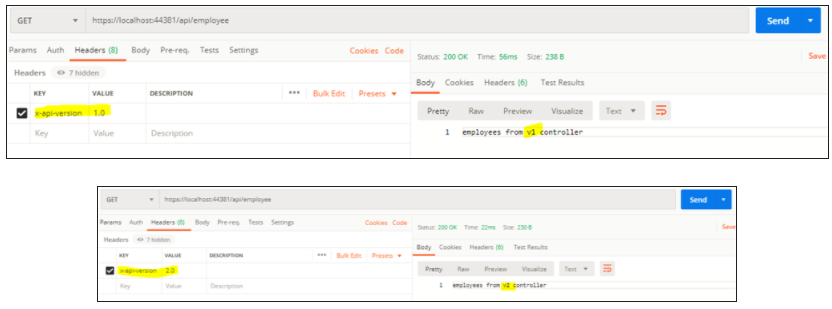 GET https://localhost:44381/api/employee Send
Params Auth Headers (8) Body Pre-req. Tests Settings Cookies Code
Status: 200 OK Time: 56ms Size: 238 B Save
Headers 7 hidden
Body Cookies Headers (6) Test Results
KEY VALUE DESCRIPTION ••• Bulk Edit Presets
Pretty Raw Preview Visualize Text
x-api-version 1.0
Key Value Description
1 employees from v1 controller
GET https://localhost:44381/api/employee Send
Params Auth Headers (8) Body Pre-req. Tests Settings Cookies Code
Status: 200 OK Time: 22ms Size: 238 B Save
Headers 7 hidden
Body Cookies Headers (6) Test Results
KEY VALUE DESCRIPTION ••• Bulk Edit Presets
Pretty Raw Preview Visualize Text
x-api-version 2.0
Key Value Description
1 employees from v2 controller